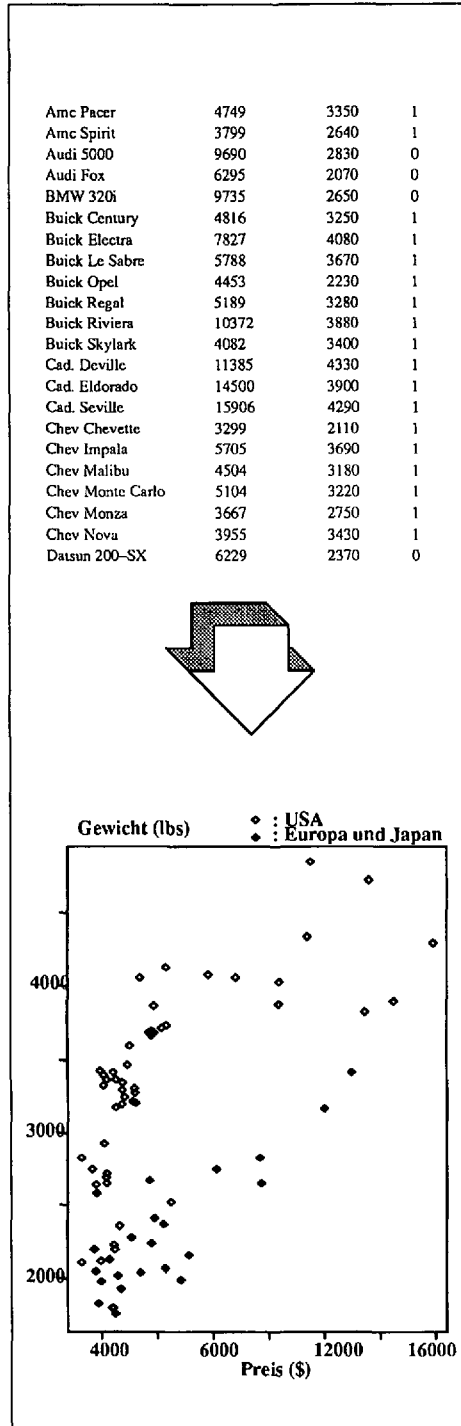 Amc Pacer 4749 3350 1
Amc Spirit 3799 2640 1
Audi 5000 9690 2830 0
Audi Fox 6295 2070 0
BMW 320i 9735 2650 0
Buick Century 4816 3250 1
Buick Electra 7827 4080 1
Buick Le Sabre 5788 3670 1
Buick Opel 4453 2230 1
Buick Regal 5189 3280 1
Buick Riviera 10372 3880 1
Buick Skylark 4082 3400 1
Cad. Deville 11385 4330 1
Cad. Eldorado 14500 3900 1
Cad. Seville 15906 4290 1
Chev Chevette 3299 2110 1
Chev Impala 5705 3690 1
Chev Malibu 4504 3180 1
Chev Monte Carlo 5104 3220 1
Chev Monza 3667 2750 1
Chev Nova 3955 3430 1
Datsun 200–SX 6229 2370 0
Gewicht (lbs)
: USA
: Europa und Japan
4000
3000
2000
4000 6000 12000 16000
Preis ($)